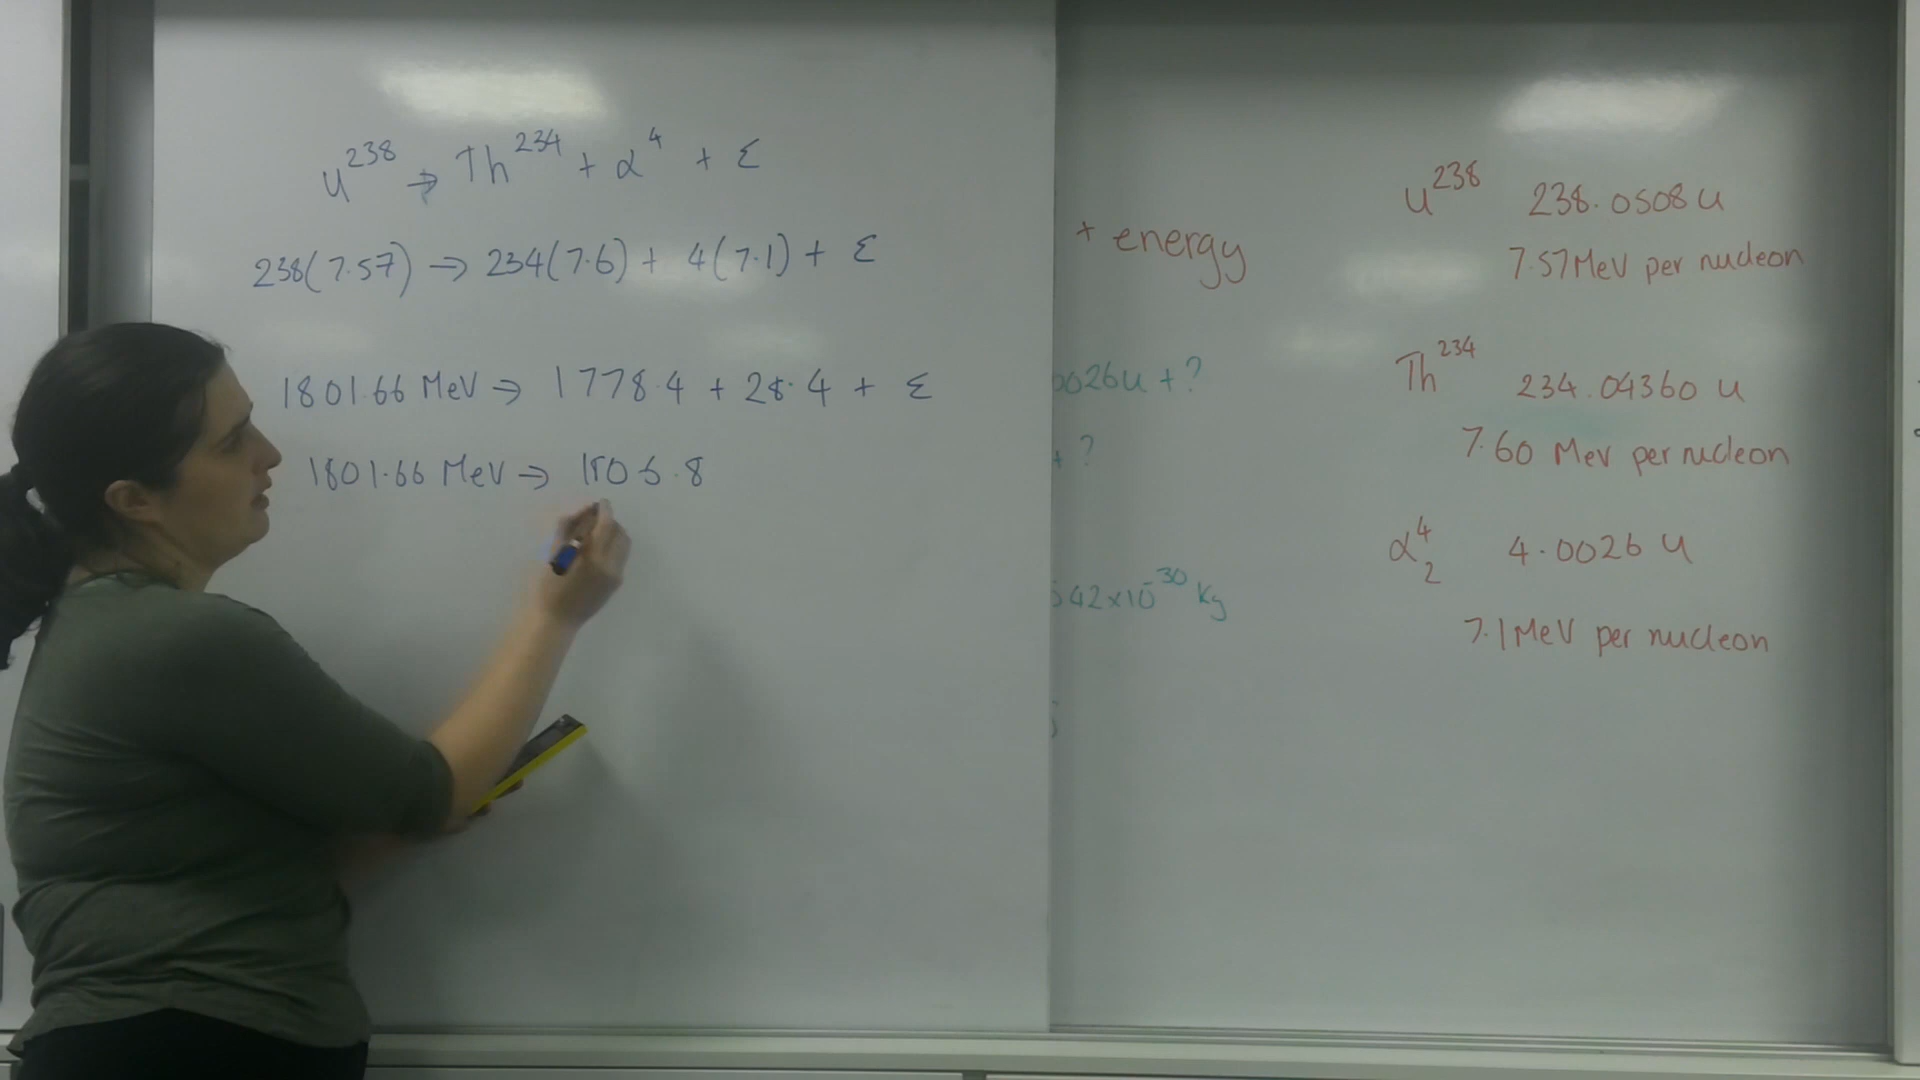 U²³⁸ → Th²³⁴ + α⁴ + Σ
238(7.57) → 234(7.6) + 4(7.1) + Σ
1801.66 MeV → 1778.4 + 28.4 + Σ
1801.66 MeV → 1806.8
+ energy
0026u + ?
+ ?
42×10⁻³⁰ Kg
U²³⁸ 238.0508 u
7.57 MeV per nucleon
Th²³⁴ 234.04360 u
7.60 Mev per nucleon
α⁴₂ 4.0026 u
7.1 MeV per nucleon